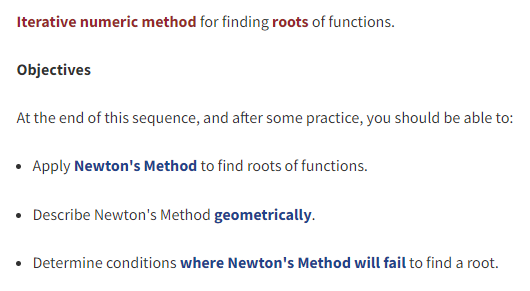 Iterative numeric method for finding roots of functions.
Objectives
At the end of this sequence, and after some practice, you should be able to:
• Apply Newton's Method to find roots of functions.
• Describe Newton's Method geometrically.
• Determine conditions where Newton's Method will fail to find a root.